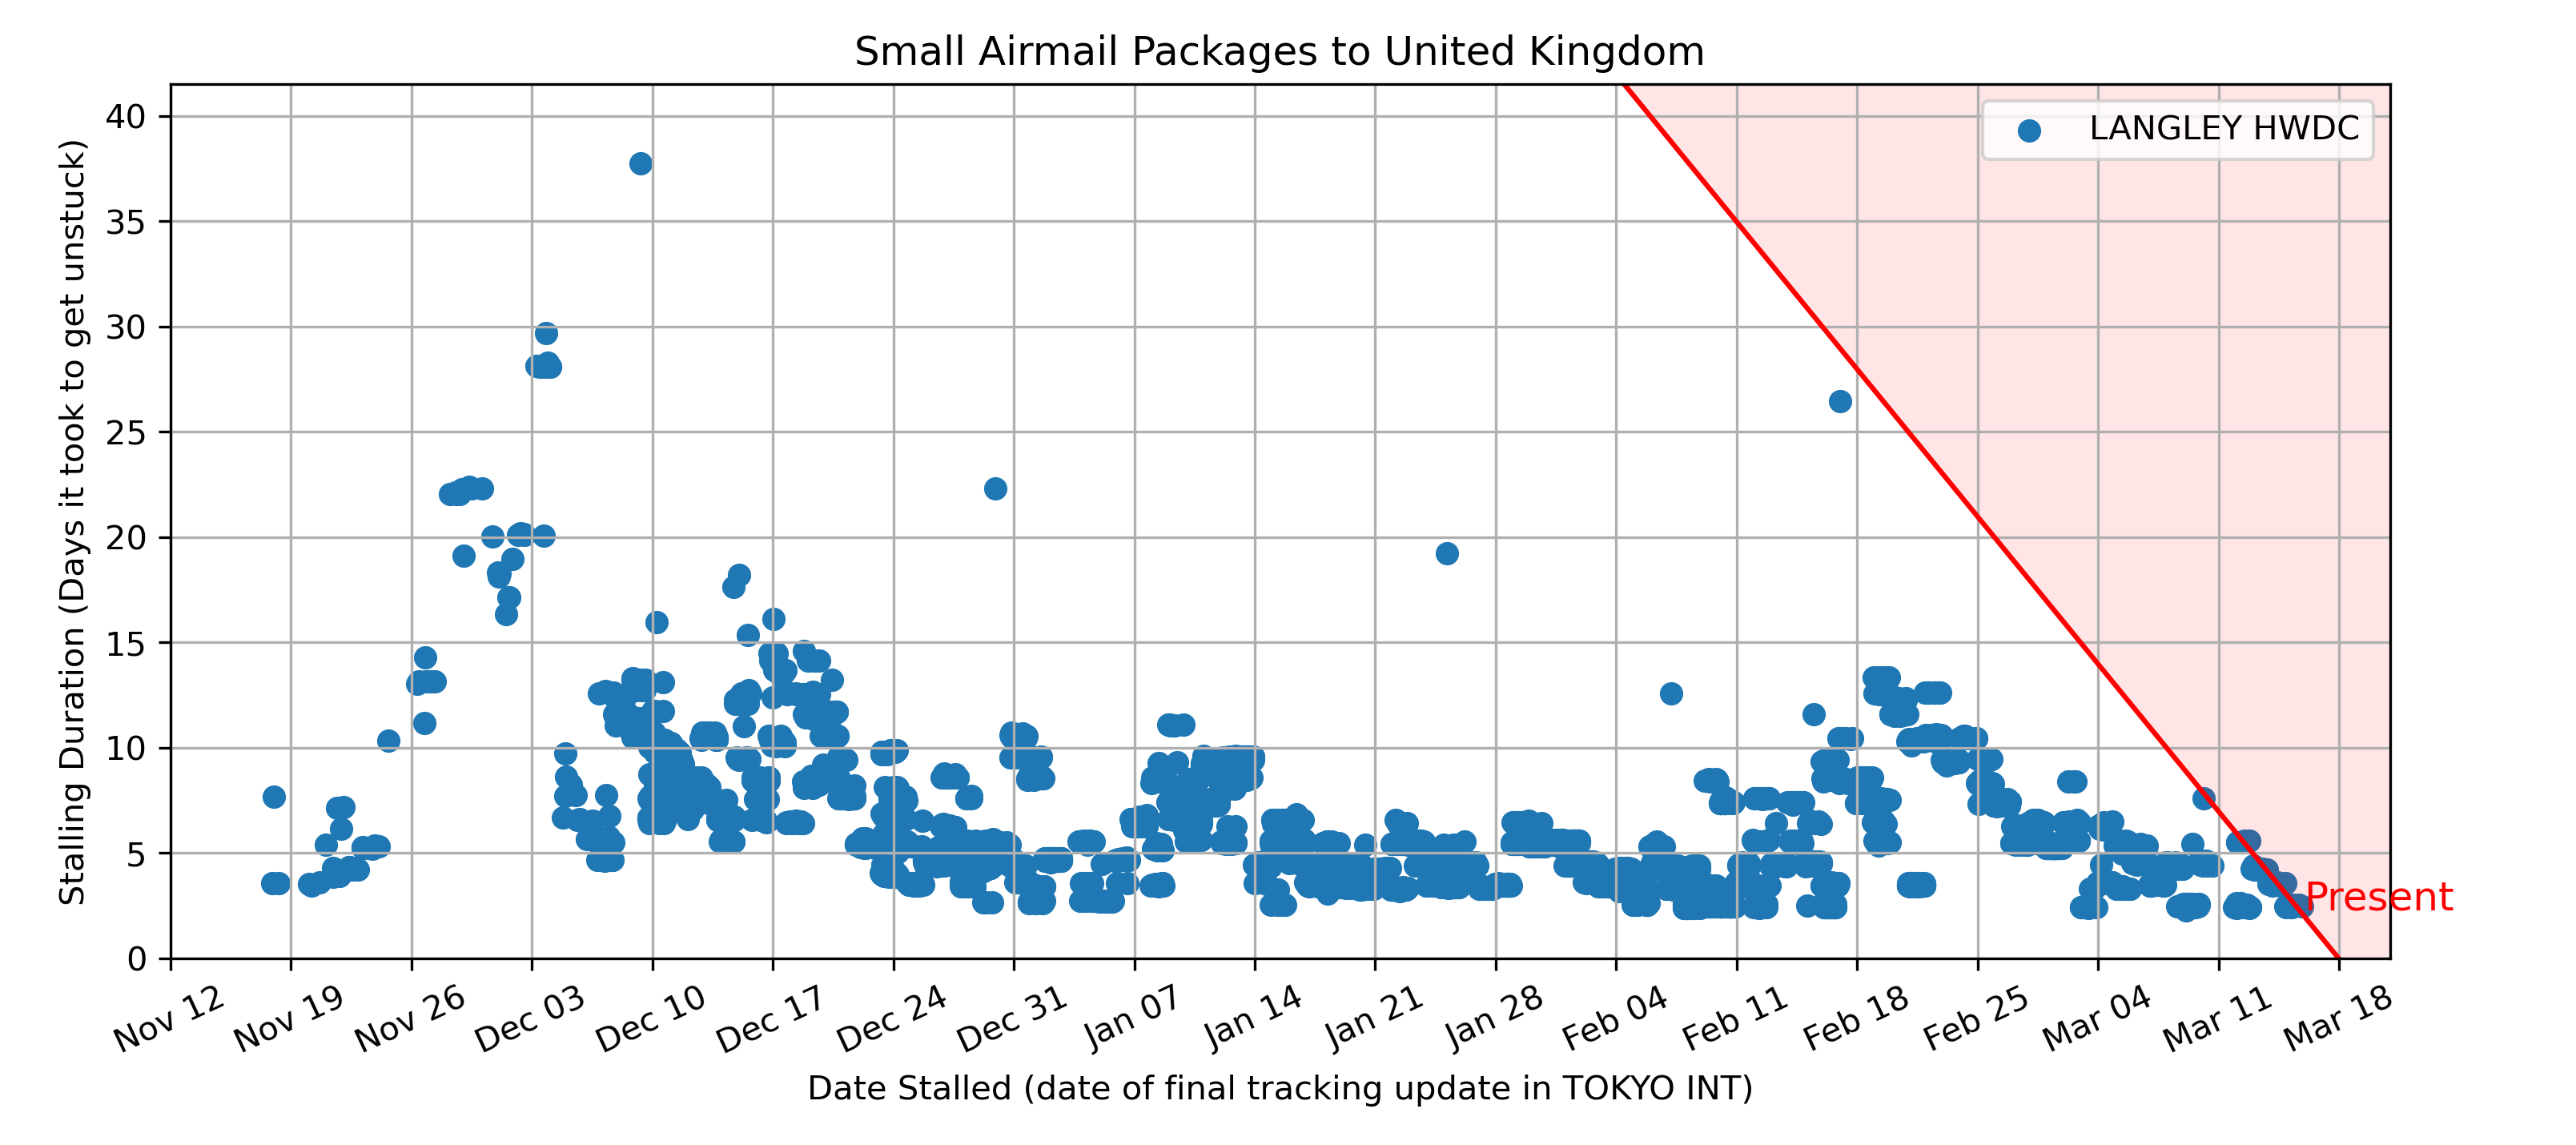 Small Airmail Packages to United Kingdom
LANGLEY HWDC
Stalling Duration (Days it took to get unstuck)
40
35
30
25
20
15
10
5
0
Present
Nov 12
Nov 19
Nov 26
Dec 03
Dec 10
Dec 17
Dec 24
Dec 31
Jan 07
Jan 14
Jan 21
Jan 28
Feb 04
Feb 11
Feb 18
Feb 25
Mar 04
Mar 11
Mar 18
Date Stalled (date of final tracking update in TOKYO INT)